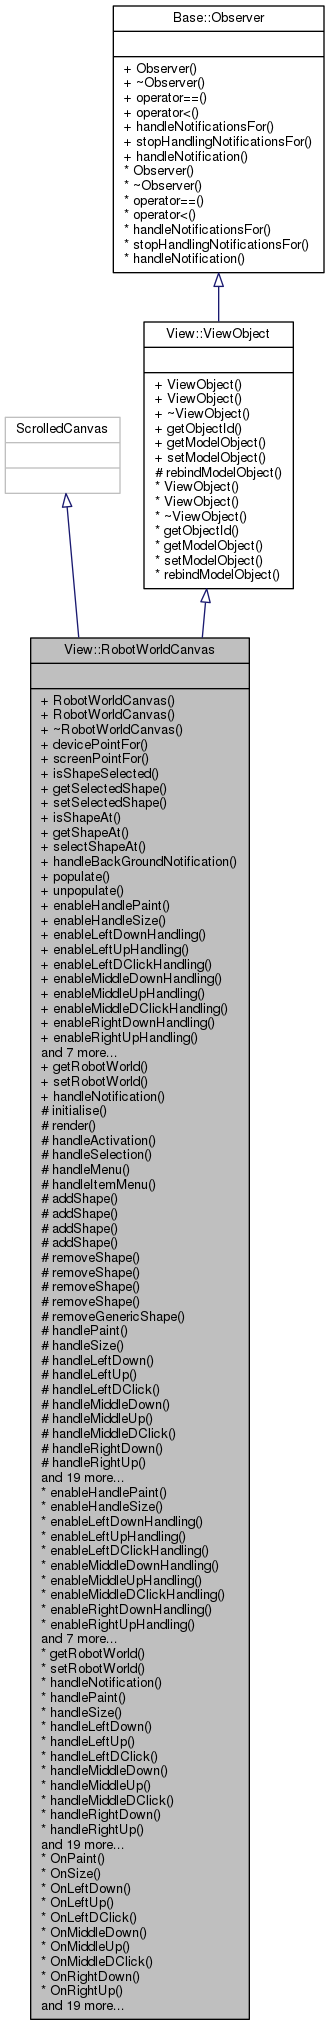 Base::Observer
+ Observer()
+ ~Observer()
+ operator==()
+ operator<()
+ handleNotificationsFor()
+ stopHandlingNotificationsFor()
+ handleNotification()
* Observer()
* ~Observer()
* operator==()
* operator<()
* handleNotificationsFor()
* stopHandlingNotificationsFor()
* handleNotification()
View::ViewObject
+ ViewObject()
+ ViewObject()
+ ~ViewObject()
+ getObjectId()
+ getModelObject()
+ setModelObject()
# rebindModelObject()
* ViewObject()
* ViewObject()
* ~ViewObject()
* getObjectId()
* getModelObject()
* setModelObject()
* rebindModelObject()
ScrolledCanvas
View::RobotWorldCanvas
+ RobotWorldCanvas()
+ RobotWorldCanvas()
+ ~RobotWorldCanvas()
+ devicePointFor()
+ screenPointFor()
+ isShapeSelected()
+ getSelectedShape()
+ setSelectedShape()
+ isShapeAt()
+ getShapeAt()
+ selectShapeAt()
+ handleBackGroundNotification()
+ populate()
+ unpopulate()
+ enableHandlePaint()
+ enableHandleSize()
+ enableLeftDownHandling()
+ enableLeftUpHandling()
+ enableLeftDClickHandling()
+ enableMiddleDownHandling()
+ enableMiddleUpHandling()
+ enableMiddleDClickHandling()
+ enableRightDownHandling()
+ enableRightUpHandling()
and 7 more...
+ getRobotWorld()
+ setRobotWorld()
+ handleNotification()
# initialise()
# render()
# handleActivation()
# handleSelection()
# handleMenu()
# handleItemMenu()
# addShape()
# addShape()
# addShape()
# addShape()
# removeShape()
# removeShape()
# removeShape()
# removeShape()
# removeGenericShape()
# handlePaint()
# handleSize()
# handleLeftDown()
# handleLeftUp()
# handleLeftDClick()
# handleMiddleDown()
# handleMiddleUp()
# handleMiddleDClick()
# handleRightDown()
# handleRightUp()
and 19 more...
* enableHandlePaint()
* enableHandleSize()
* enableLeftDownHandling()
* enableLeftUpHandling()
* enableLeftDClickHandling()
* enableMiddleDownHandling()
* enableMiddleUpHandling()
* enableMiddleDClickHandling()
* enableRightDownHandling()
* enableRightUpHandling()
and 7 more...
* getRobotWorld()
* setRobotWorld()
* handleNotification()
* handlePaint()
* handleSize()
* handleLeftDown()
* handleLeftUp()
* handleLeftDClick()
* handleMiddleDown()
* handleMiddleUp()
* handleMiddleDClick()
* handleRightDown()
* handleRightUp()
and 19 more...
* OnPaint()
* OnSize()
* OnLeftDown()
* OnLeftUp()
* OnLeftDClick()
* OnMiddleDown()
* OnMiddleUp()
* OnMiddleDClick()
* OnRightDown()
* OnRightUp()
and 19 more...